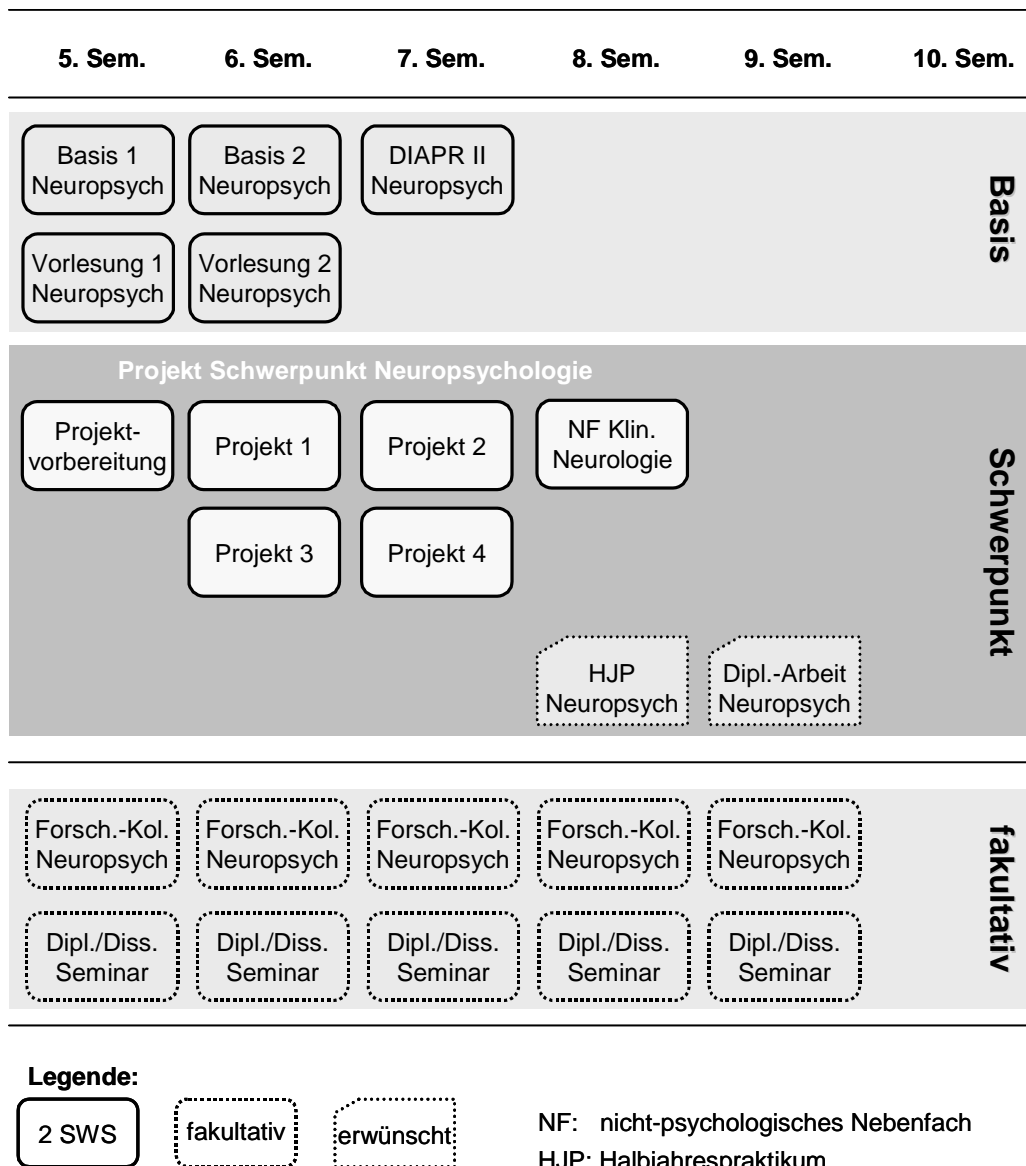 5. Sem. 6. Sem. 7. Sem. 8. Sem. 9. Sem. 10. Sem.
Basis
Basis 1 Basis 2 DIAPR II
Neuropsych Neuropsych Neuropsych
Vorlesung 1 Vorlesung 2
Neuropsych Neuropsych
Schwerpunkt
Projekt Schwerpunkt Neuropsychologie
Projekt-
vorbereitung
Projekt 1
Projekt 2
NF Klin.
Neurologie
Projekt 3 Projekt 4
HJP Dipl.-Arbeit
Neuropsych Neuropsych
fakultativ
Forsch.-Kol. Forsch.-Kol. Forsch.-Kol. Forsch.-Kol. Forsch.-Kol.
Neuropsych Neuropsych Neuropsych Neuropsych Neuropsych
Dipl./Diss. Dipl./Diss. Dipl./Diss. Dipl./Diss. Dipl./Diss.
Seminar Seminar Seminar Seminar Seminar
Legende:
2 SWS fakultativ erwünscht
NF: nicht-psychologisches Nebenfach
HJP: Halbjahrespraktikum